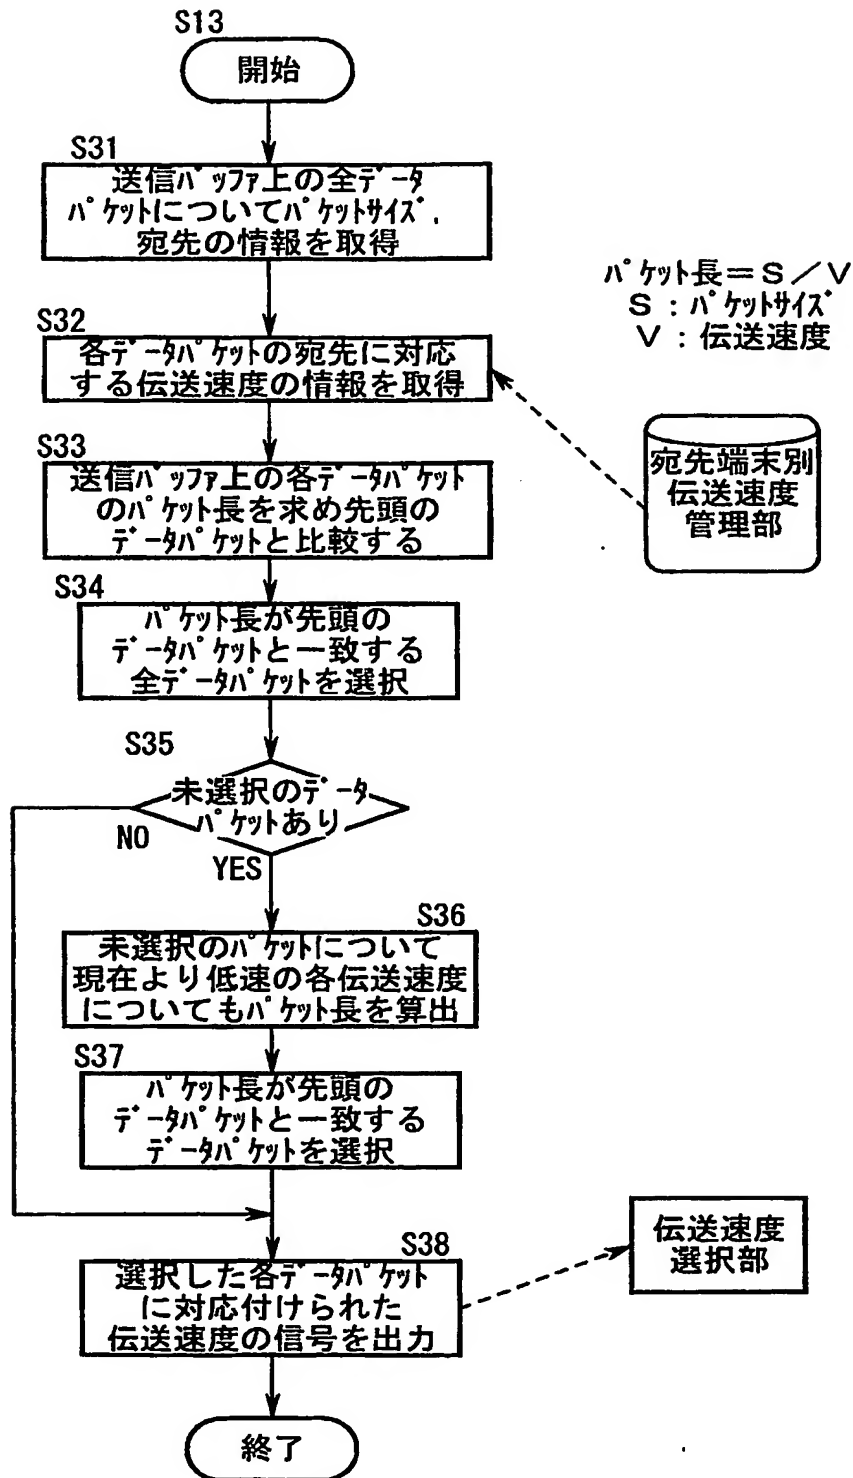 S13
開始
S31
送信ﾊﾞｯﾌｧ上の全ﾃﾞｰﾀ
ﾊﾟｹｯﾄについてﾊﾟｹｯﾄｻｲｽﾞ,
宛先の情報を取得
ﾊﾟｹｯﾄ長＝S／V
S：ﾊﾟｹｯﾄｻｲｽﾞ
V：伝送速度
S32
各ﾃﾞｰﾀﾊﾟｹｯﾄの宛先に対応
する伝送速度の情報を取得
宛先端末別
伝送速度
管理部
S33
送信ﾊﾞｯﾌｧ上の各ﾃﾞｰﾀﾊﾟｹｯﾄ
のﾊﾟｹｯﾄ長を求め先頭の
ﾃﾞｰﾀﾊﾟｹｯﾄと比較する
S34
ﾊﾟｹｯﾄ長が先頭の
ﾃﾞｰﾀﾊﾟｹｯﾄと一致する
全ﾃﾞｰﾀﾊﾟｹｯﾄを選択
S35
未選択のﾃﾞｰﾀ
ﾊﾟｹｯﾄあり
NO
YES
S36
未選択のﾊﾟｹｯﾄについて
現在より低速の各伝送速度
についてもﾊﾟｹｯﾄ長を算出
S37
ﾊﾟｹｯﾄ長が先頭の
ﾃﾞｰﾀﾊﾟｹｯﾄと一致する
ﾃﾞｰﾀﾊﾟｹｯﾄを選択
S38
選択した各ﾃﾞｰﾀﾊﾟｹｯﾄ
に対応付けられた
伝送速度の信号を出力
伝送速度
選択部
終了